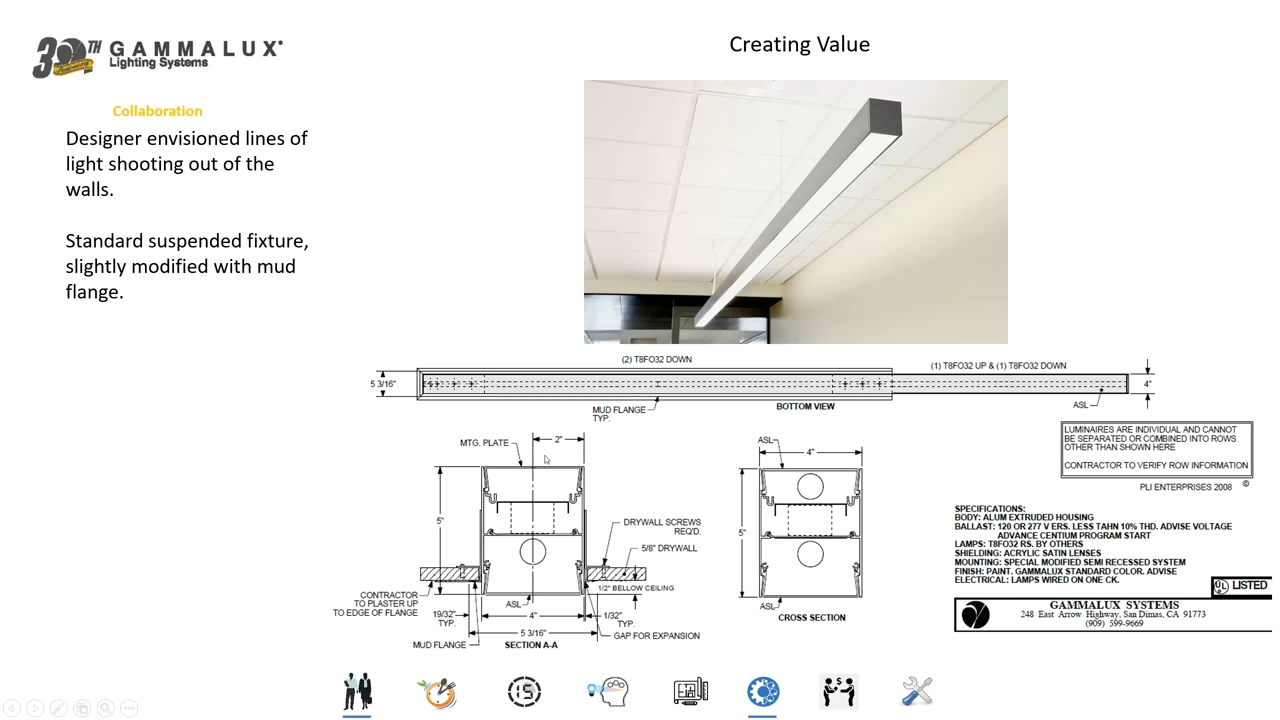 30TH
Anniversary
GAMMALUX
Lighting Systems
Creating Value
Collaboration
Designer envisioned lines of
light shooting out of the
walls.
Standard suspended fixture,
slightly modified with mud
flange.
(2) T8FO32 DOWN
(1) T8FO32 UP & (1) T8FO32 DOWN
5 3/16"
4"
MUD FLANGE
TYP.
BOTTOM VIEW
ASL
MTG. PLATE
2"
5"
DRYWALL SCREWS
REQ'D.
5/8" DRYWALL
1/2" BELLOW CEILING
CONTRACTOR
TO PLASTER UP
TO EDGE OF FLANGE
ASL
19/32"
TYP.
4"
1/32"
TYP.
5 3/16"
GAP FOR EXPANSION
MUD FLANGE
SECTION A-A
ASL
4"
5"
ASL
CROSS SECTION
LUMINAIRES ARE INDIVIDUAL AND CANNOT
BE SEPARATED OR COMBINED INTO ROWS
OTHER THAN SHOWN HERE
CONTRACTOR TO VERIFY ROW INFORMATION
PLI ENTERPRISES 2008 ©
SPECIFICATIONS:
BODY: ALUM EXTRUDED HOUSING
BALLAST: 120 OR 277 V ERS. LESS TAHN 10% THD. ADVISE VOLTAGE
ADVANCE CENTIUM PROGRAM START
LAMPS: T8FO32 RS. BY OTHERS
SHIELDING: ACRYLIC SATIN LENSES
MOUNTING: SPECIAL MODIFIED SEMI RECESSED SYSTEM
FINISH: PAINT. GAMMALUX STANDARD COLOR. ADVISE
ELECTRICAL: LAMPS WIRED ON ONE CK.
UL LISTED
GAMMALUX SYSTEMS
248 East Arrow Highway, San Dimas, CA 91773
(909) 599-9669
15
$